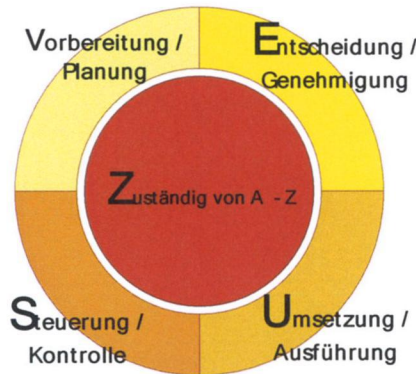 Vorbereitung /
Planung
Entscheidung /
Genehmigung
Zuständig von A - Z
Steuerung /
Kontrolle
Umsetzung /
Ausführung